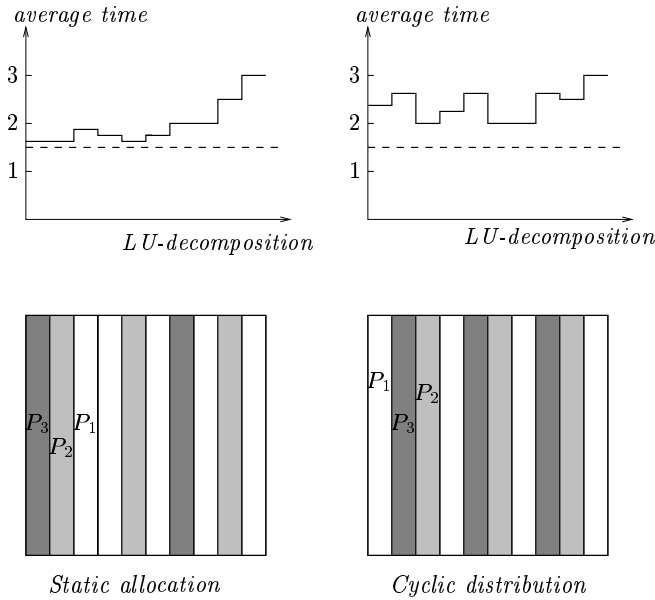 average time
3
2
1
LU-decomposition
average time
3
2
1
LU-decomposition
P3
P2
P1
Static allocation
P1
P3
P2
Cyclic distribution